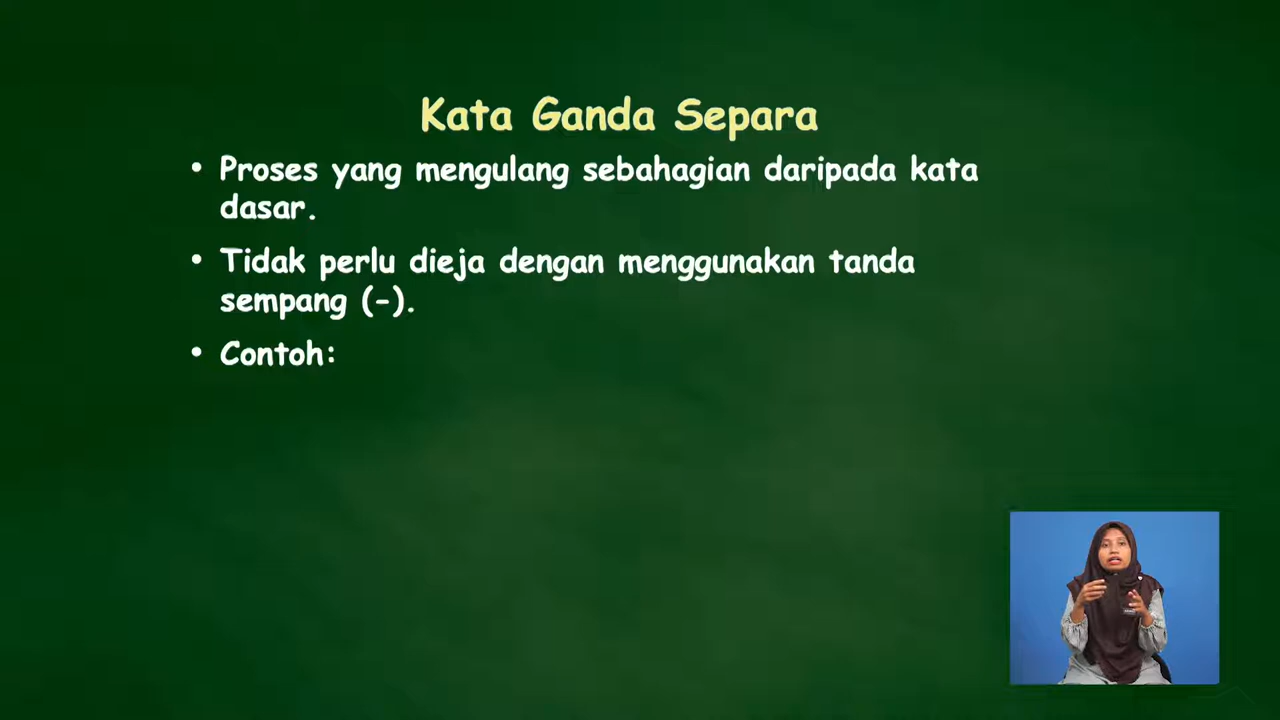 Kata Ganda Separa
• Proses yang mengulang sebahagian daripada kata
dasar.
• Tidak perlu dieja dengan menggunakan tanda
sempang (-).
• Contoh: